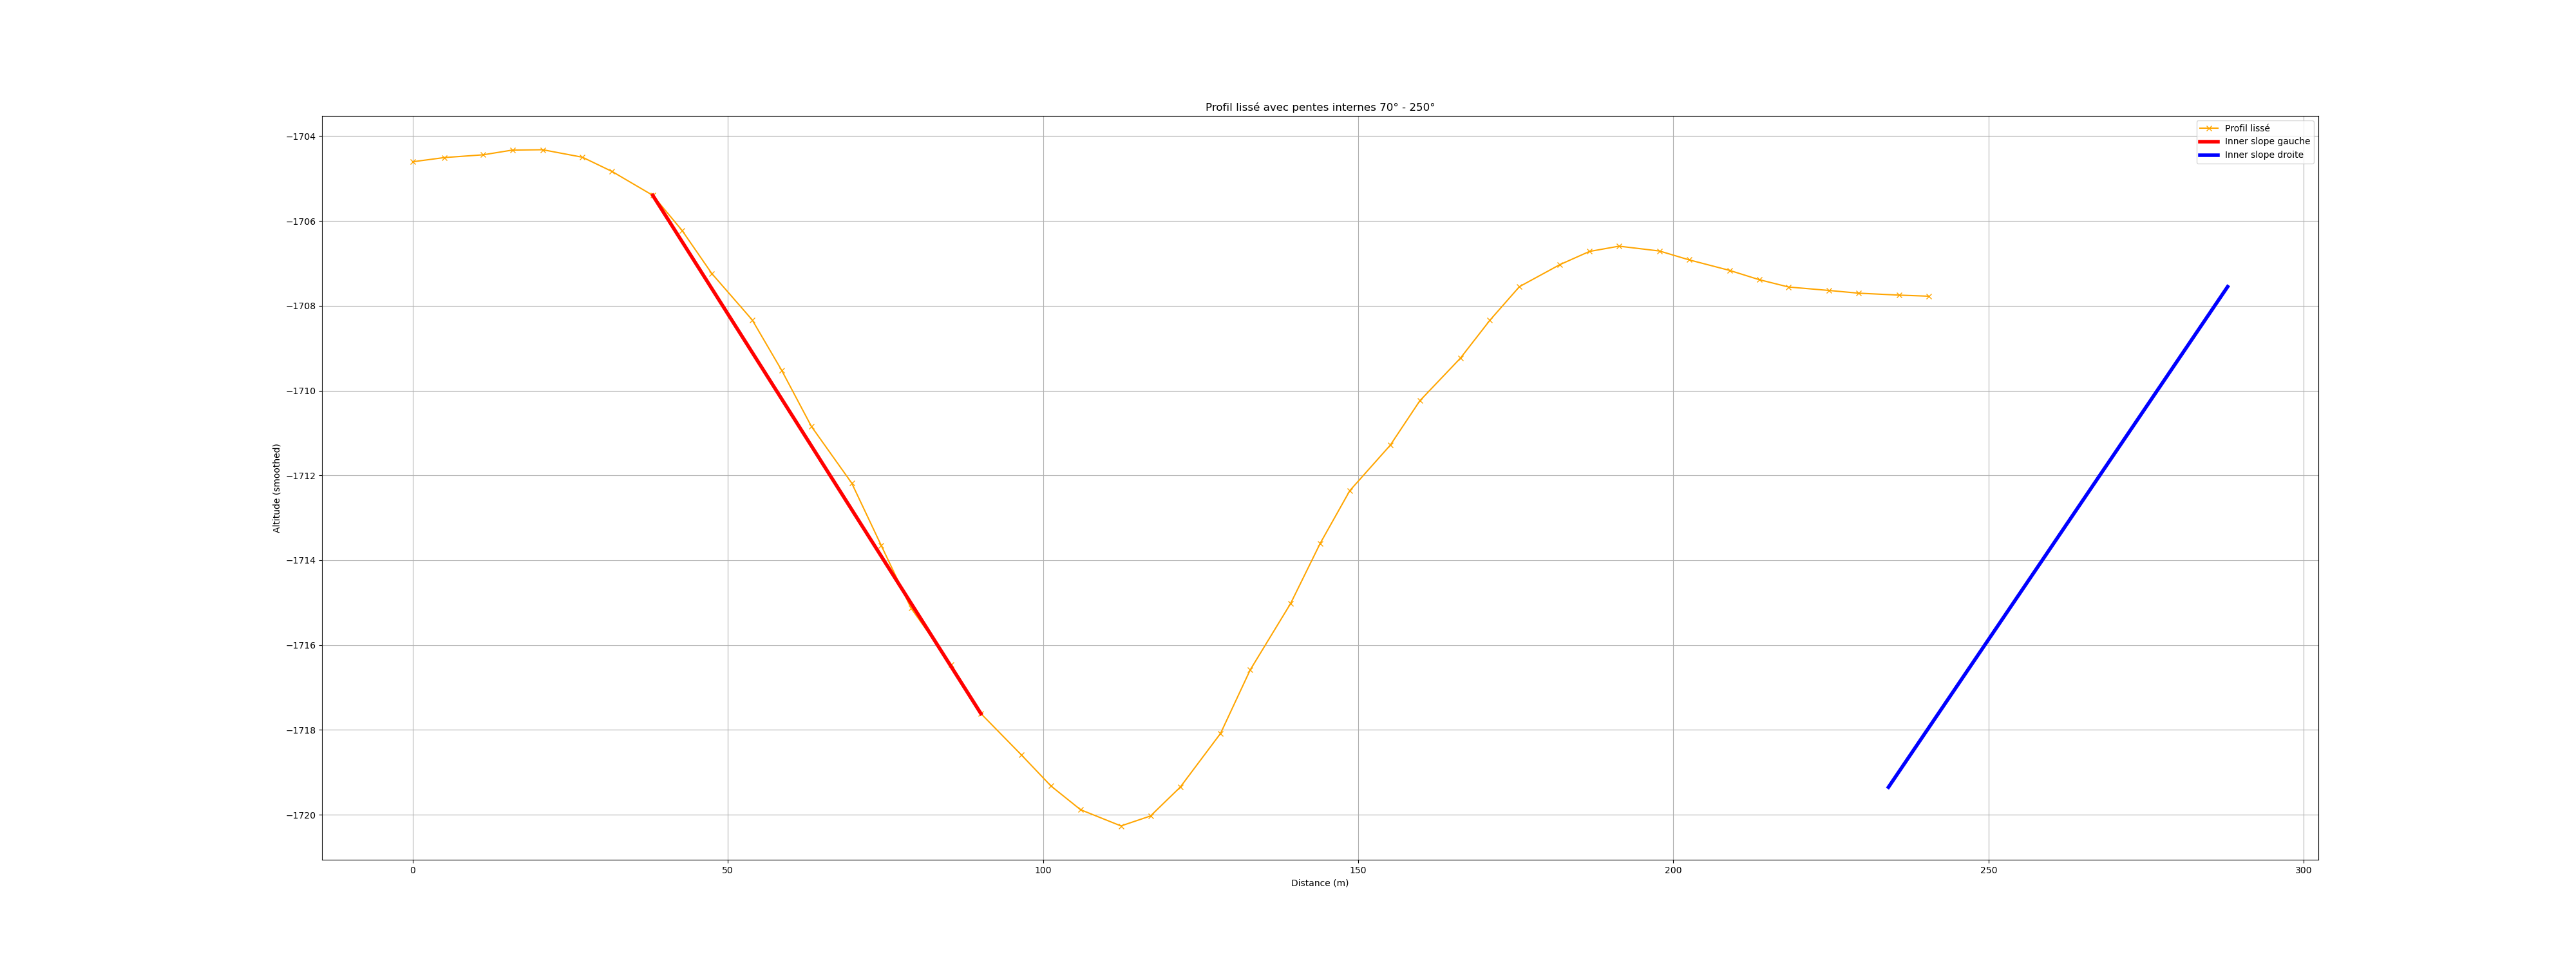 Profil lissé avec pentes internes 70° - 250°
Profil lissé
Inner slope gauche
Inner slope droite
Altitude (smoothed)
−1704
−1706
−1708
−1710
−1712
−1714
−1716
−1718
−1720
0
50
100
150
200
250
300
Distance (m)